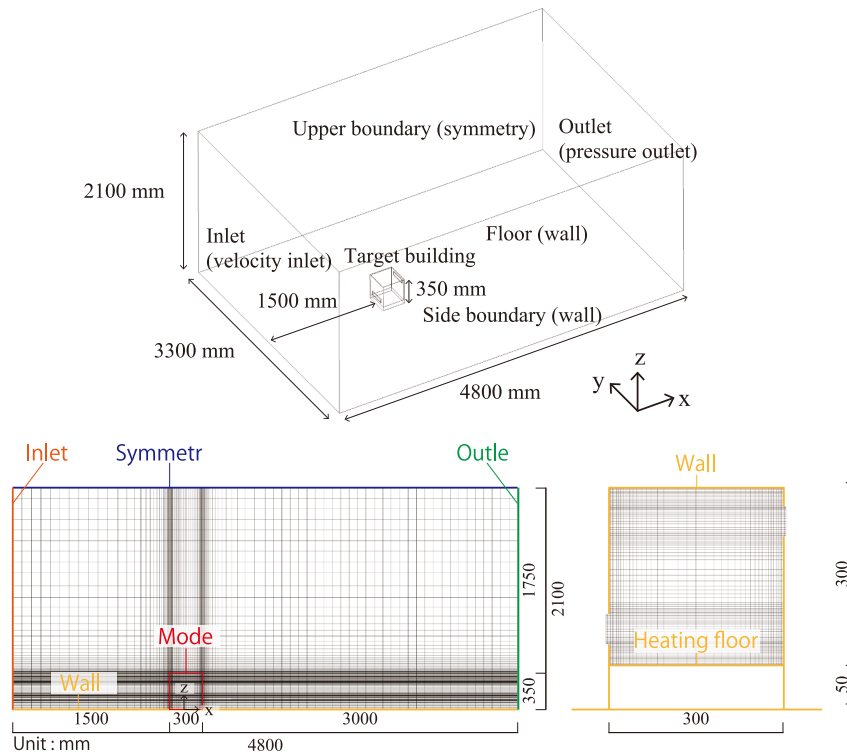 Upper boundary (symmetry)
Outlet
(pressure outlet)
2100 mm
Inlet
(velocity inlet)
Target building
Floor (wall)
350 mm
1500 mm
Side boundary (wall)
3300 mm
4800 mm
z
y
x
Inlet
Symmetr
Outle
Wall
1750
2100
300
Mode
Heating floor
Wall
z
x
350
50
1500
300
3000
300
Unit : mm
4800